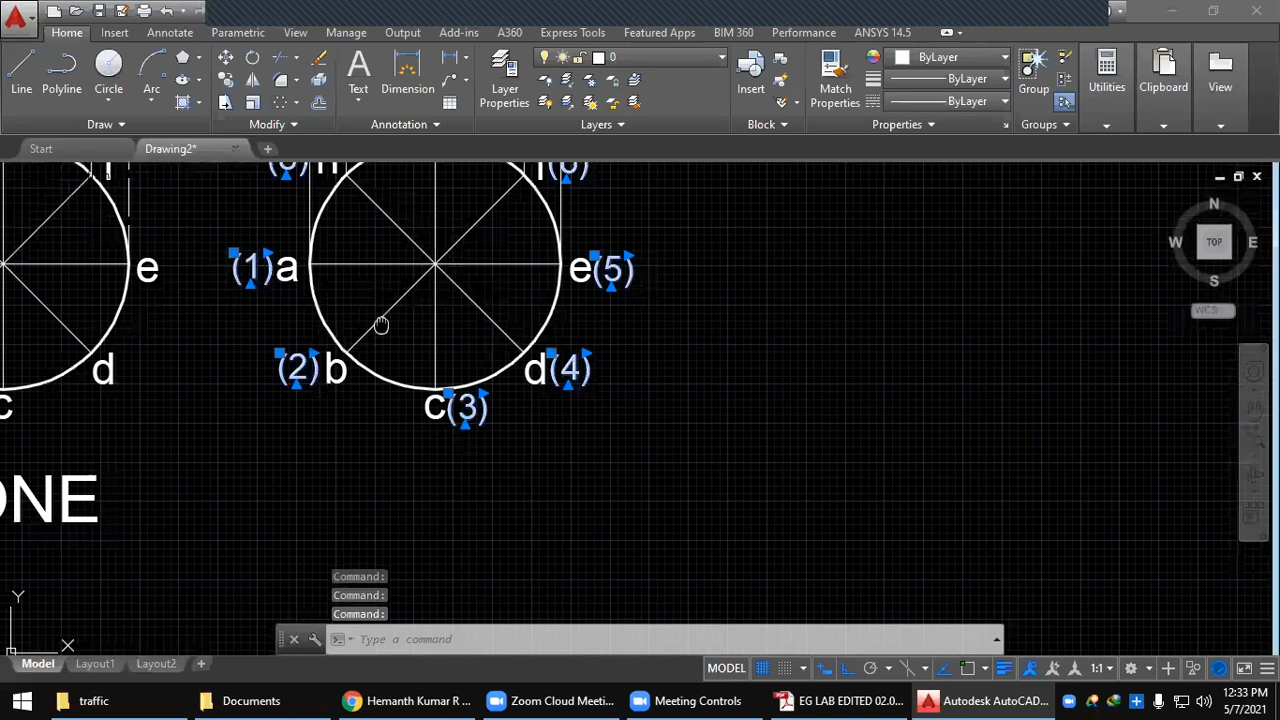 Home Insert Annotate Parametric View Manage Output Add-ins A360 Express Tools Featured Apps BIM 360 Performance ANSYS 14.5
Line Polyline Circle Arc Text Dimension Layer Properties Insert Match Properties Group Utilities Clipboard View
0
ByLayer
ByLayer
ByLayer
Draw Modify Annotation Layers Block Properties Groups
Start Drawing2*
N
W TOP E
S
WCS
e (1)a e(5)
d (2)b d(4)
c c(3)
ONE
Command:
Command:
Command:
Type a command
Y
X
Model Layout1 Layout2 MODEL 1:1
traffic Documents Hemanth Kumar R ... Zoom Cloud Meeti... Meeting Controls EG LAB EDITED 02.0... Autodesk AutoCAD...
12:33 PM
5/7/2021